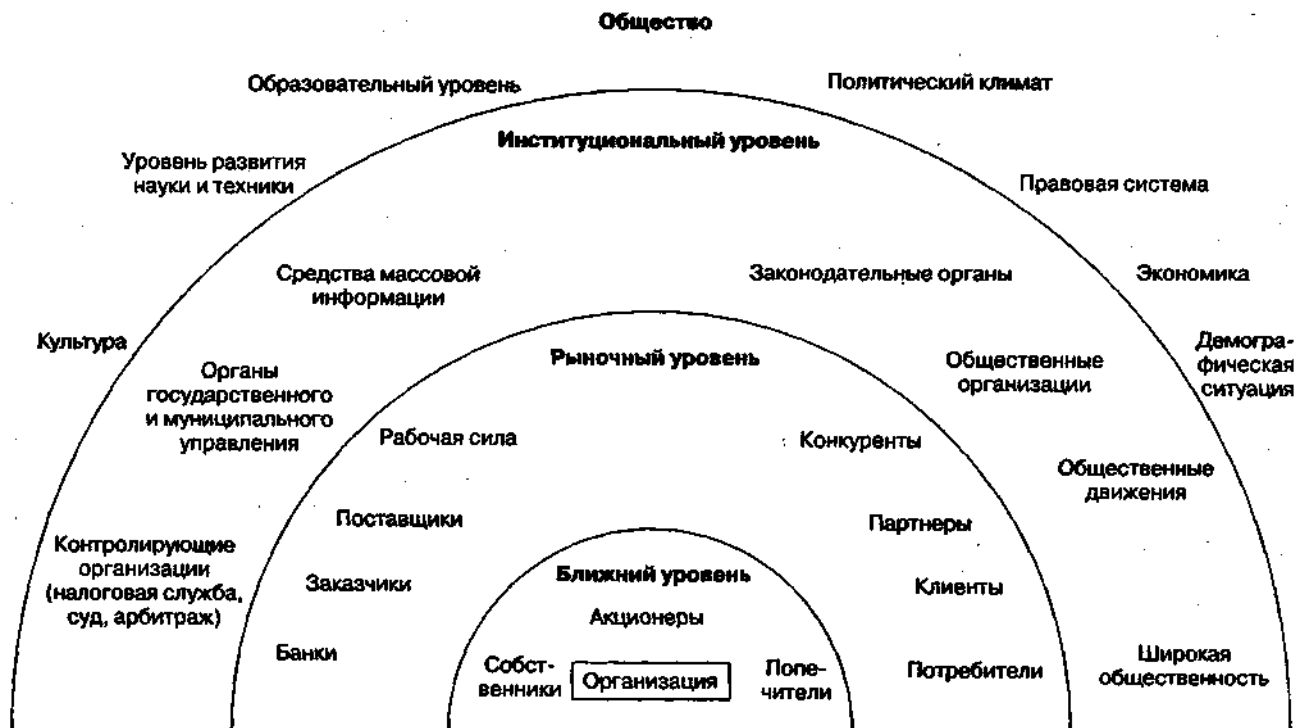 Общество
Образовательный уровень
Политический климат
Институциональный уровень
Уровень развития
науки и техники
Правовая система
Средства массовой
информации
Законодательные органы
Экономика
Культура
Рыночный уровень
Демогра-
фическая
ситуация
Органы
государственного
и муниципального
управления
Общественные
организации
Рабочая сила
Конкуренты
Общественные
движения
Поставщики
Партнеры
Контролирующие
организации
(налоговая служба,
суд, арбитраж)
Ближний уровень
Заказчики
Клиенты
Акционеры
Банки
Собст-
венники
Организация
Попе-
чители
Потребители
Широкая
общественность